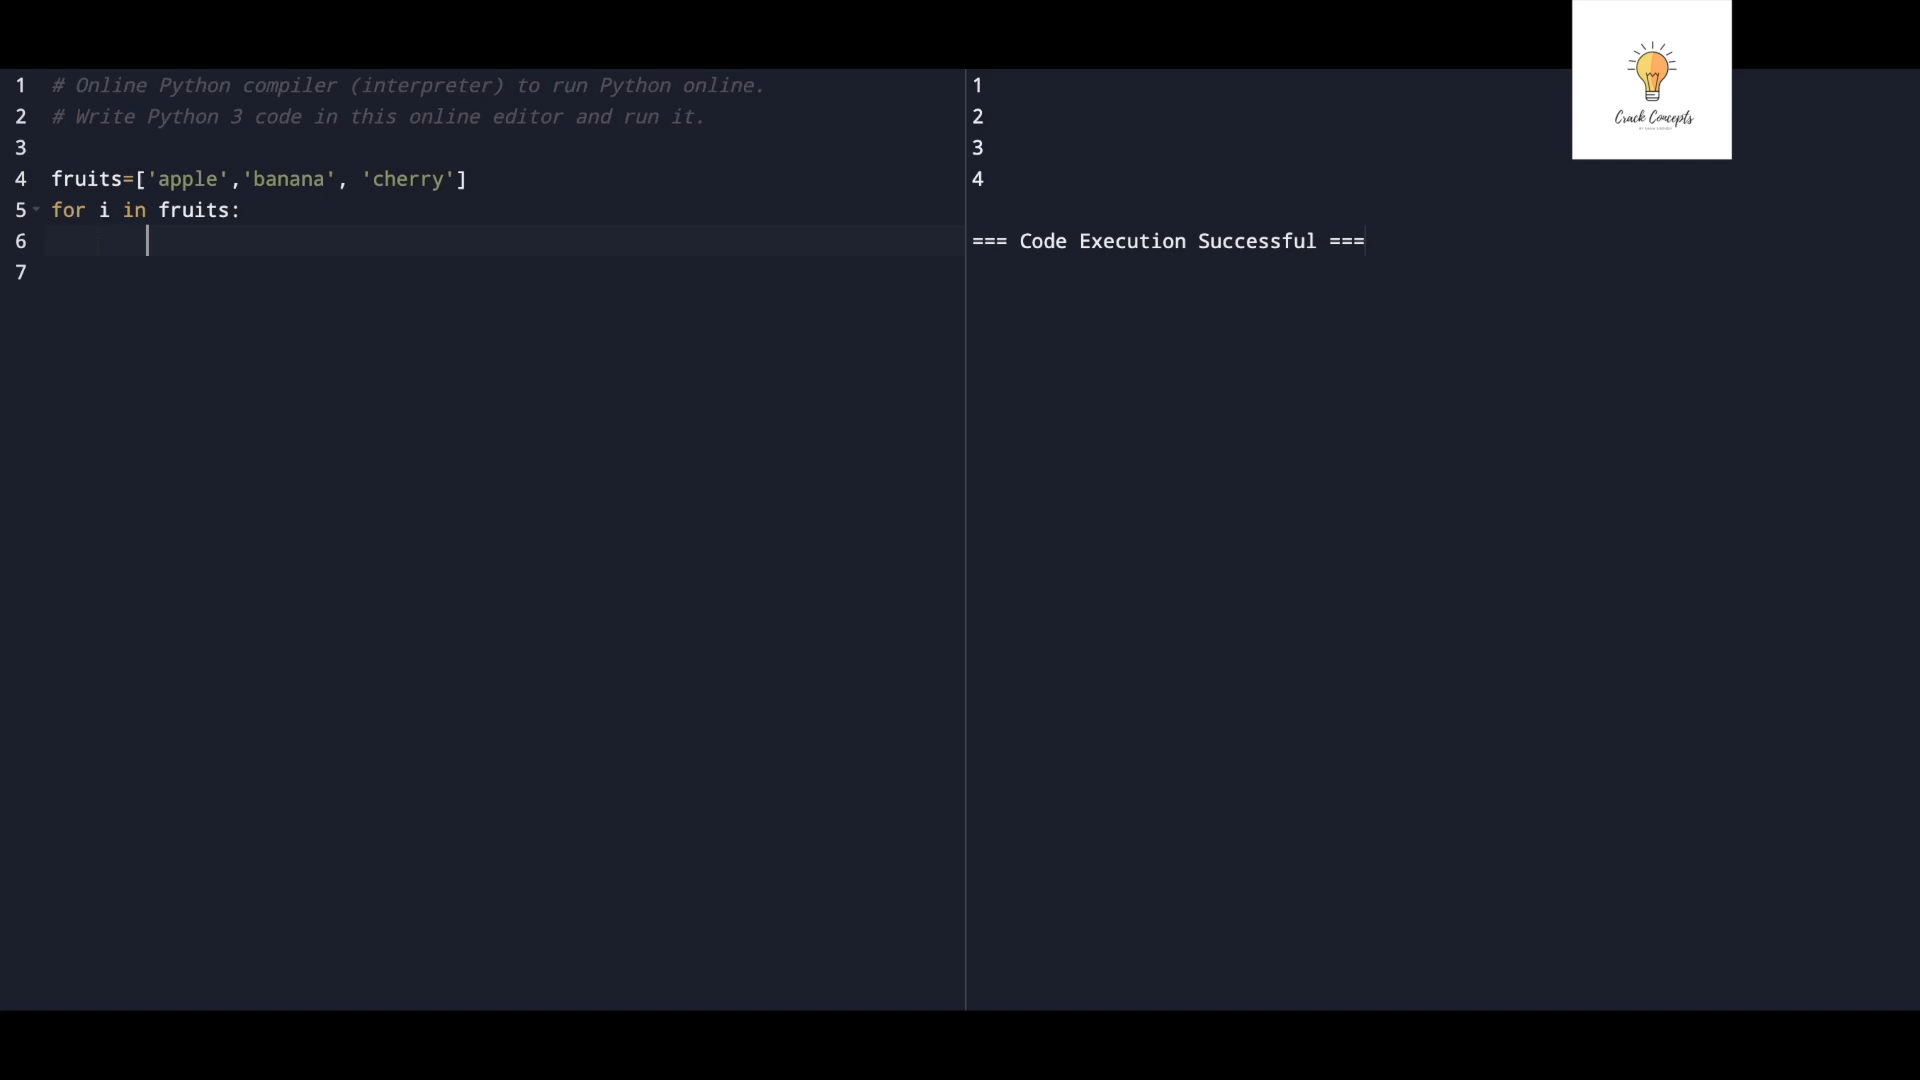 1 # Online Python compiler (interpreter) to run Python online.
2 # Write Python 3 code in this online editor and run it.
3
4 fruits=['apple','banana', 'cherry']
5 for i in fruits:
6
7
1
2
3
4
=== Code Execution Successful ===
Crack Concepts